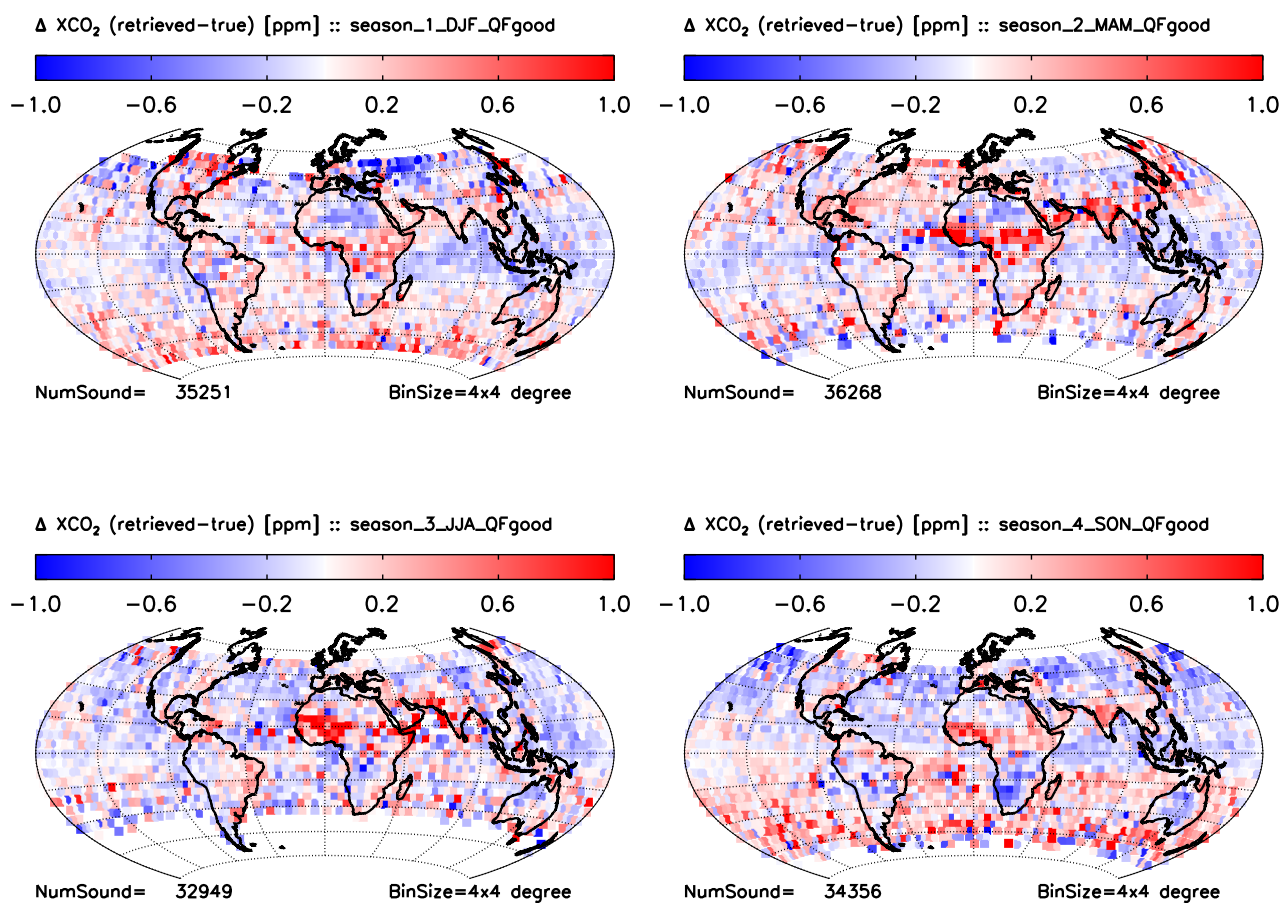 Δ XCO₂ (retrieved-true) [ppm] :: season_1_DJF_QFgood
-1.0 -0.6 -0.2 0.2 0.6 1.0
NumSound= 35251 BinSize=4x4 degree
Δ XCO₂ (retrieved-true) [ppm] :: season_2_MAM_QFgood
-1.0 -0.6 -0.2 0.2 0.6 1.0
NumSound= 36268 BinSize=4x4 degree
Δ XCO₂ (retrieved-true) [ppm] :: season_3_JJA_QFgood
-1.0 -0.6 -0.2 0.2 0.6 1.0
NumSound= 32949 BinSize=4x4 degree
Δ XCO₂ (retrieved-true) [ppm] :: season_4_SON_QFgood
-1.0 -0.6 -0.2 0.2 0.6 1.0
NumSound= 34356 BinSize=4x4 degree